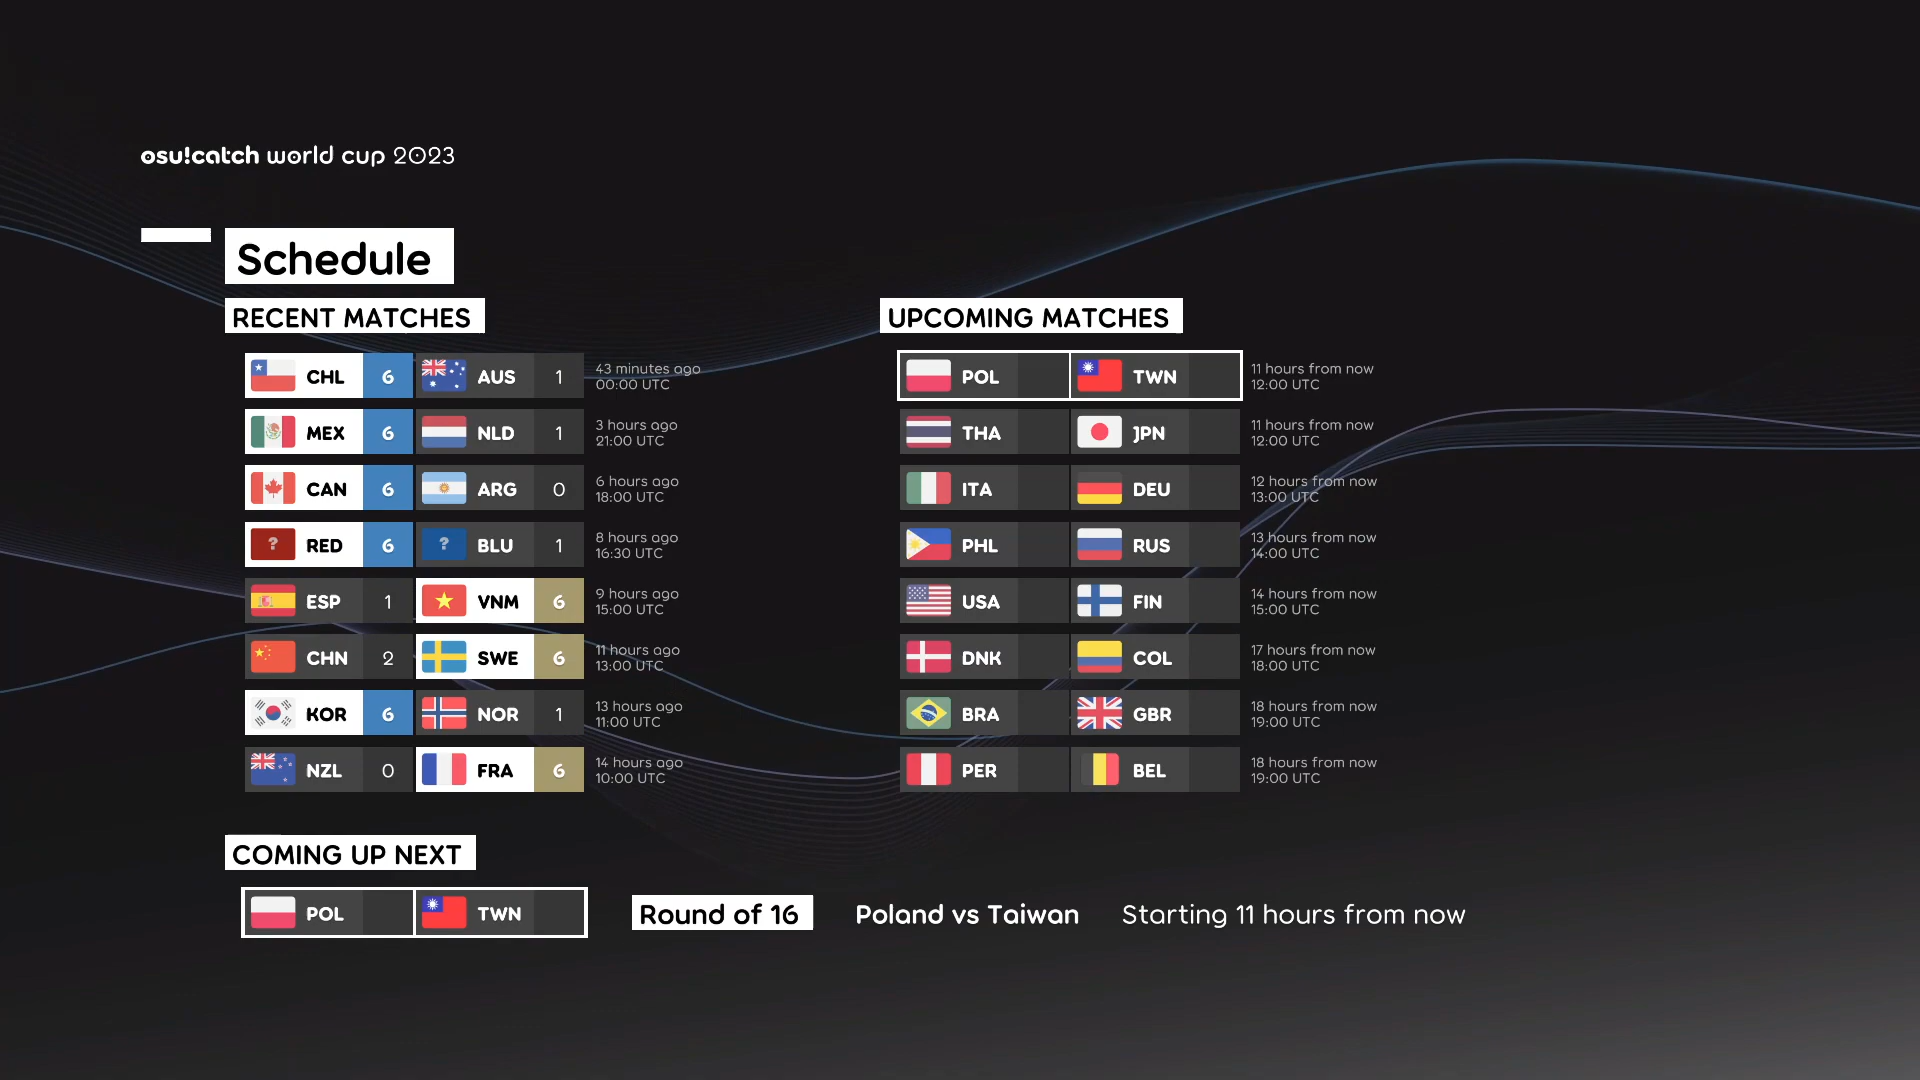 osu!catch world cup 2023
Schedule
RECENT MATCHES
CHL 6 AUS 1 43 minutes ago
00:00 UTC
MEX 6 NLD 1 3 hours ago
21:00 UTC
CAN 6 ARG 0 6 hours ago
18:00 UTC
? RED 6 ? BLU 1 8 hours ago
16:30 UTC
ESP 1 VNM 6 9 hours ago
15:00 UTC
CHN 2 SWE 6 11 hours ago
13:00 UTC
KOR 6 NOR 1 13 hours ago
11:00 UTC
NZL 0 FRA 6 14 hours ago
10:00 UTC
UPCOMING MATCHES
POL TWN 11 hours from now
12:00 UTC
THA JPN 11 hours from now
12:00 UTC
ITA DEU 12 hours from now
13:00 UTC
PHL RUS 13 hours from now
14:00 UTC
USA FIN 14 hours from now
15:00 UTC
DNK COL 17 hours from now
18:00 UTC
BRA GBR 18 hours from now
19:00 UTC
PER BEL 18 hours from now
19:00 UTC
COMING UP NEXT
POL TWN Round of 16 Poland vs Taiwan Starting 11 hours from now